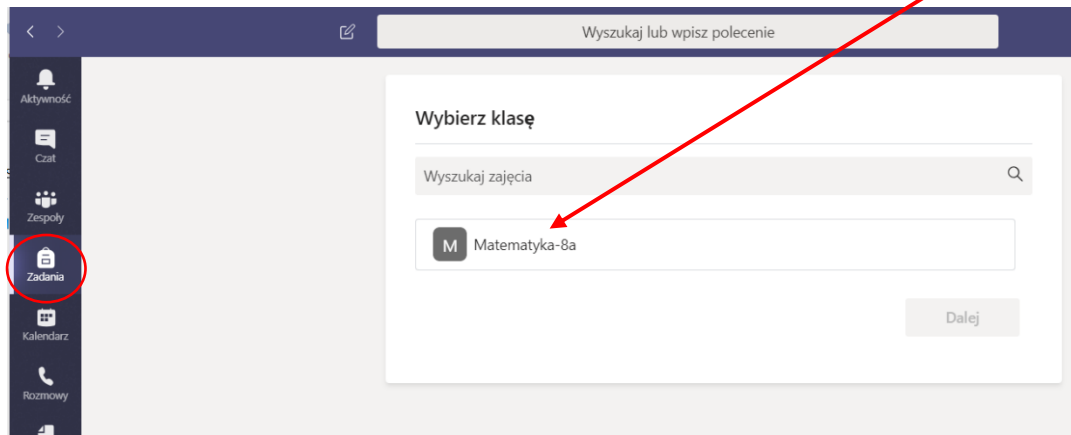 Wyszukaj lub wpisz polecenie
Aktywność
Czat
Zespoły
Zadania
Kalendarz
Rozmowy
Wybierz klasę
Wyszukaj zajęcia
M Matematyka-8a
Dalej